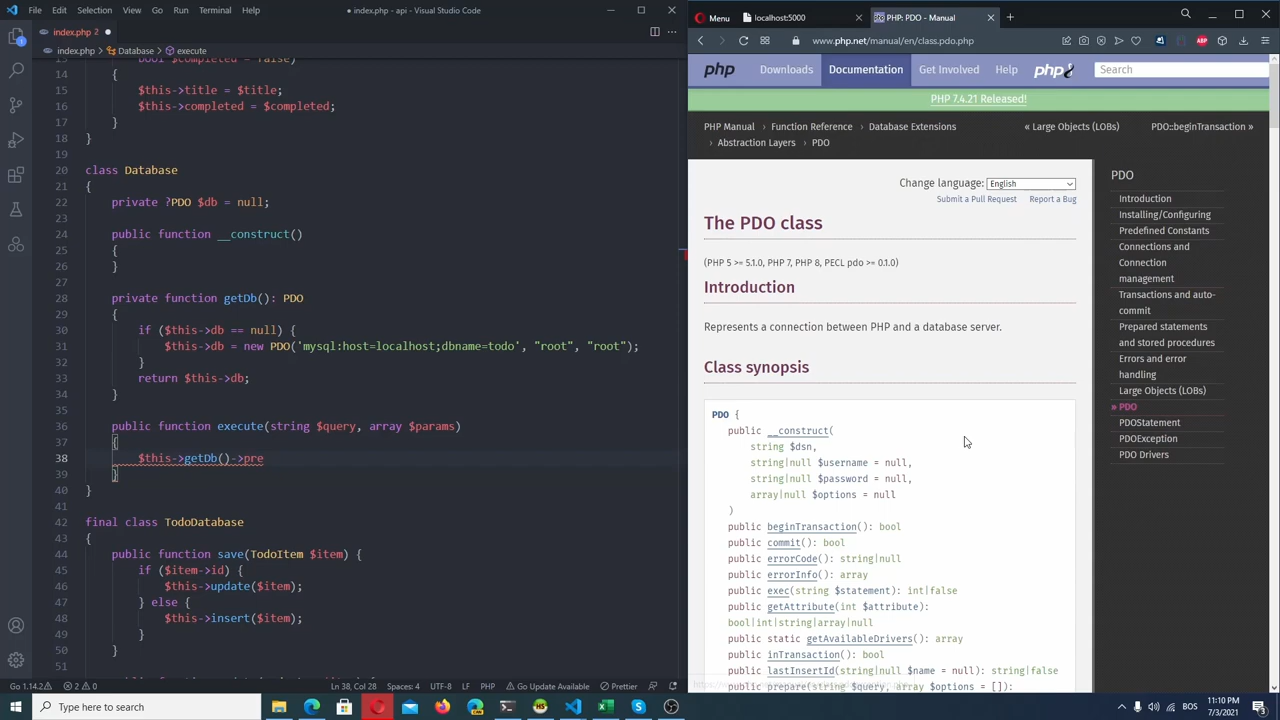 File Edit Selection View Go Run Terminal Help
● index.php - api - Visual Studio Code
index.php 2 ●
index.php > Database > execute
13 bool $completed = false)
14 {
15 $this->title = $title;
16 $this->completed = $completed;
17 }
18 }
19
20 class Database
21 {
22 private ?PDO $db = null;
23
24 public function __construct()
25 {
26 }
27
28 private function getDb(): PDO
29 {
30 if ($this->db == null) {
31 $this->db = new PDO('mysql:host=localhost;dbname=todo', "root", "root");
32 }
33 return $this->db;
34 }
35
36 public function execute(string $query, array $params)
37 {
38 $this->getDb()->pre
39 }
40 }
41
42 final class TodoDatabase
43 {
44 public function save(TodoItem $item) {
45 if ($item->id) {
46 $this->update($item);
47 } else {
48 $this->insert($item);
49 }
50 }
51
Go 1.14.2 2 0 Ln 38, Col 28 Spaces: 4 UTF-8 LF PHP Go Update Available Prettier
Menu localhost:5000 PHP: PDO - Manual
www.php.net/manual/en/class.pdo.php
php Downloads Documentation Get Involved Help php8 Search
PHP 7.4.21 Released!
PHP Manual › Function Reference › Database Extensions
› Abstraction Layers › PDO
« Large Objects (LOBs) PDO::beginTransaction »
Change language: English
Submit a Pull Request Report a Bug
The PDO class
(PHP 5 >= 5.1.0, PHP 7, PHP 8, PECL pdo >= 0.1.0)
Introduction
Represents a connection between PHP and a database server.
Class synopsis
PDO {
public __construct(
string $dsn,
string|null $username = null,
string|null $password = null,
array|null $options = null
)
public beginTransaction(): bool
public commit(): bool
public errorCode(): string|null
public errorInfo(): array
public exec(string $statement): int|false
public getAttribute(int $attribute):
bool|int|string|array|null
public static getAvailableDrivers(): array
public inTransaction(): bool
public lastInsertId(string|null $name = null): string|false
public prepare(string $query, array $options = []):
PDO
Introduction
Installing/Configuring
Predefined Constants
Connections and
Connection
management
Transactions and auto-
commit
Prepared statements
and stored procedures
Errors and error
handling
Large Objects (LOBs)
» PDO
PDOStatement
PDOException
PDO Drivers
Type here to search
BOS
11:10 PM
7/3/2021
3